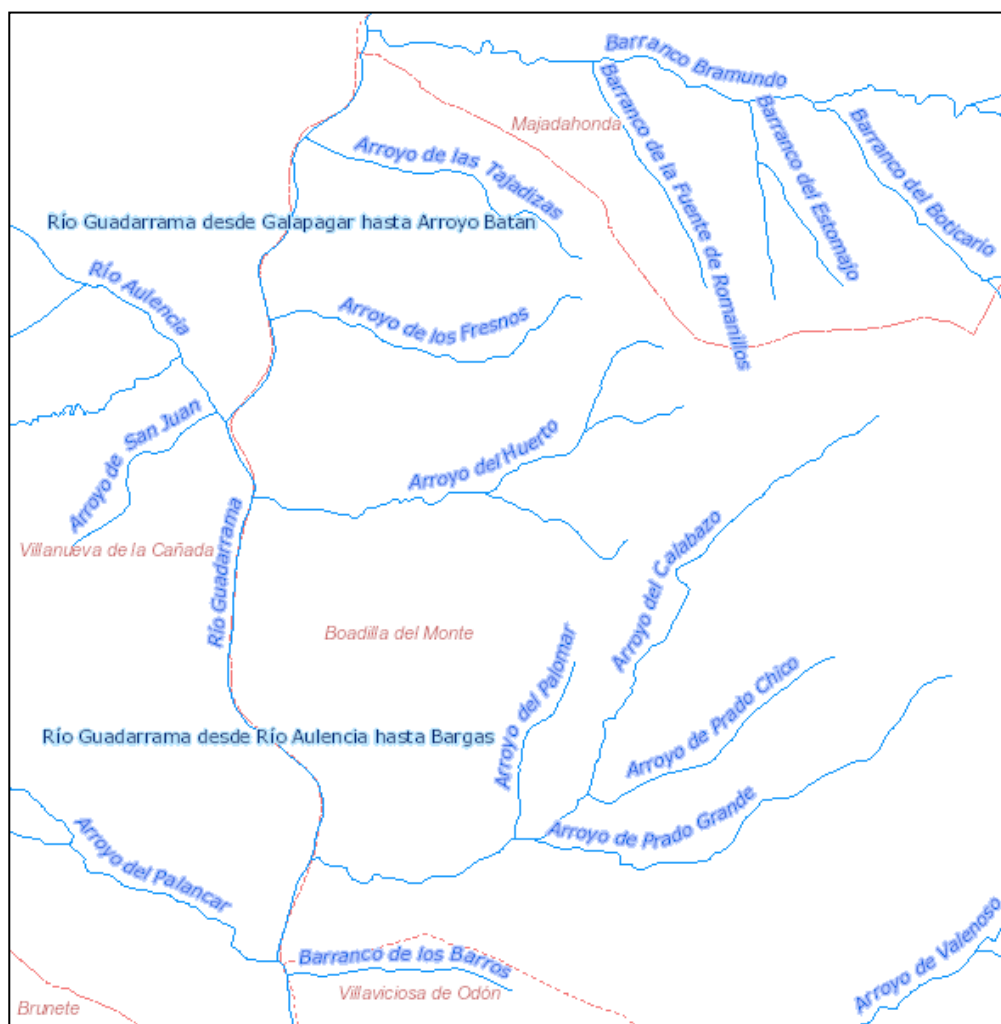 Barranco Bramundo
Majadahonda
Barranco de la Fuente de Romanillos
Barranco del Estomajo
Barranco del Boticario
Arroyo de las Tajadizas
Río Guadarrama desde Galapagar hasta Arroyo Batan
Río Aulencia
Arroyo de los Fresnos
Arroyo de San Juan
Arroyo del Huerto
Villanueva de la Cañada
Río Guadarrama
Arroyo del Calabazo
Boadilla del Monte
Arroyo del Palomar
Arroyo de Prado Chico
Río Guadarrama desde Río Aulencia hasta Bargas
Arroyo de Prado Grande
Arroyo del Palancar
Barranco de los Barros
Arroyo de Valenoso
Villaviciosa de Odón
Brunete